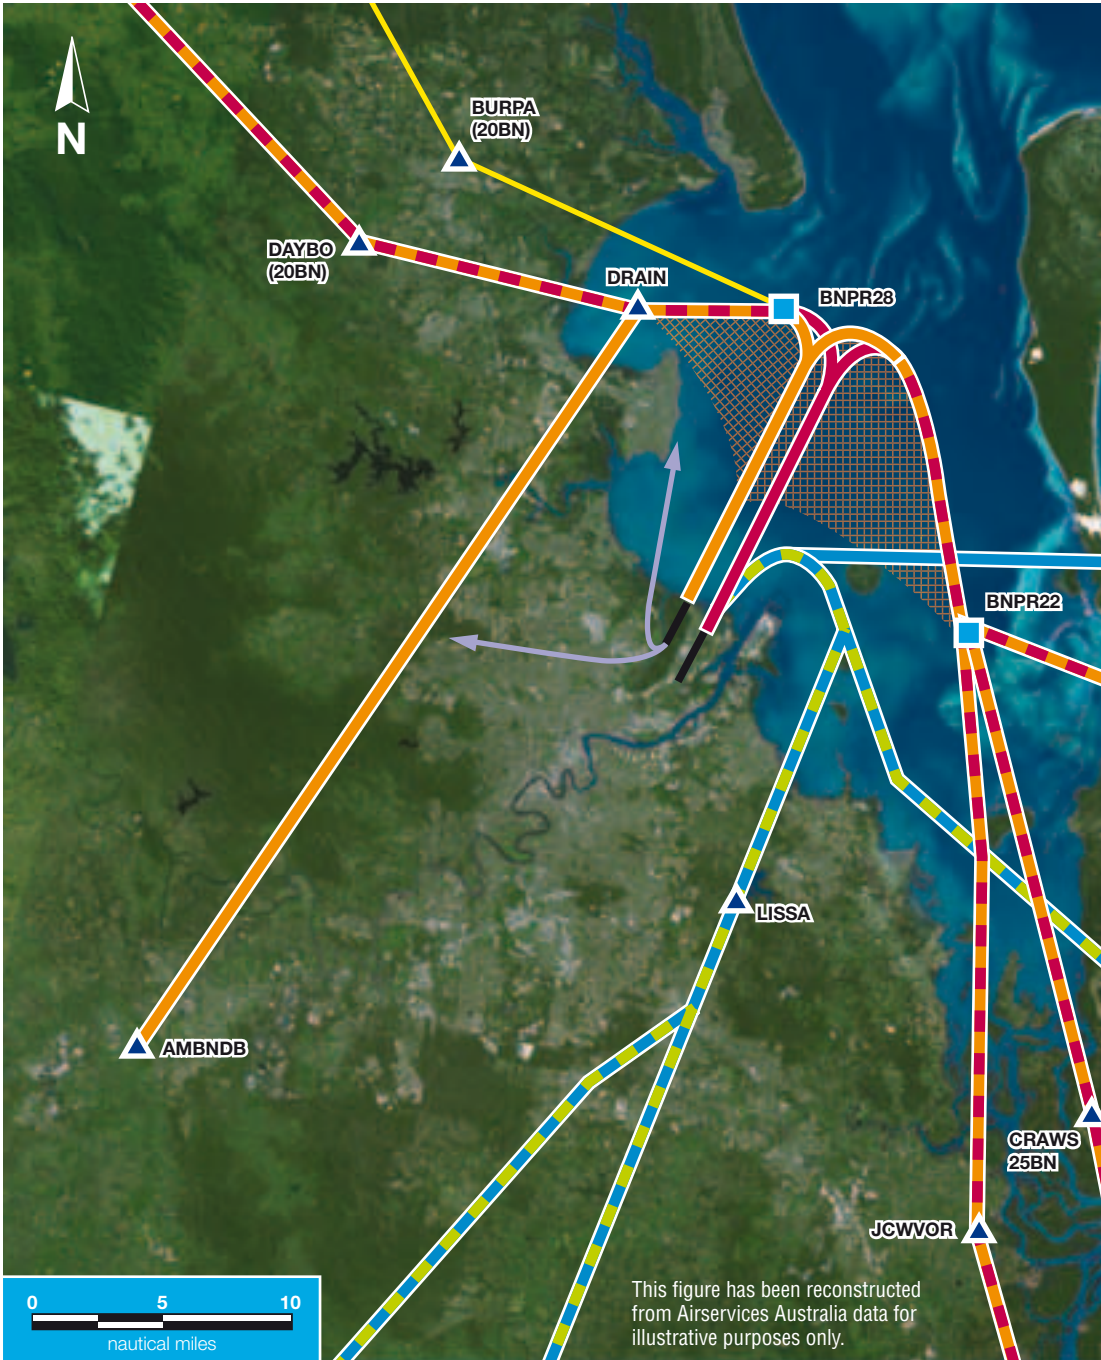 N
BURPA
(20BN)
DAYBO
(20BN)
DRAIN
BNPR28
BNPR22
LISSA
AMBNDB
CRAWS
25BN
JCWVOR
0 5 10
nautical miles
This figure has been reconstructed
from Airservices Australia data for
illustrative purposes only.